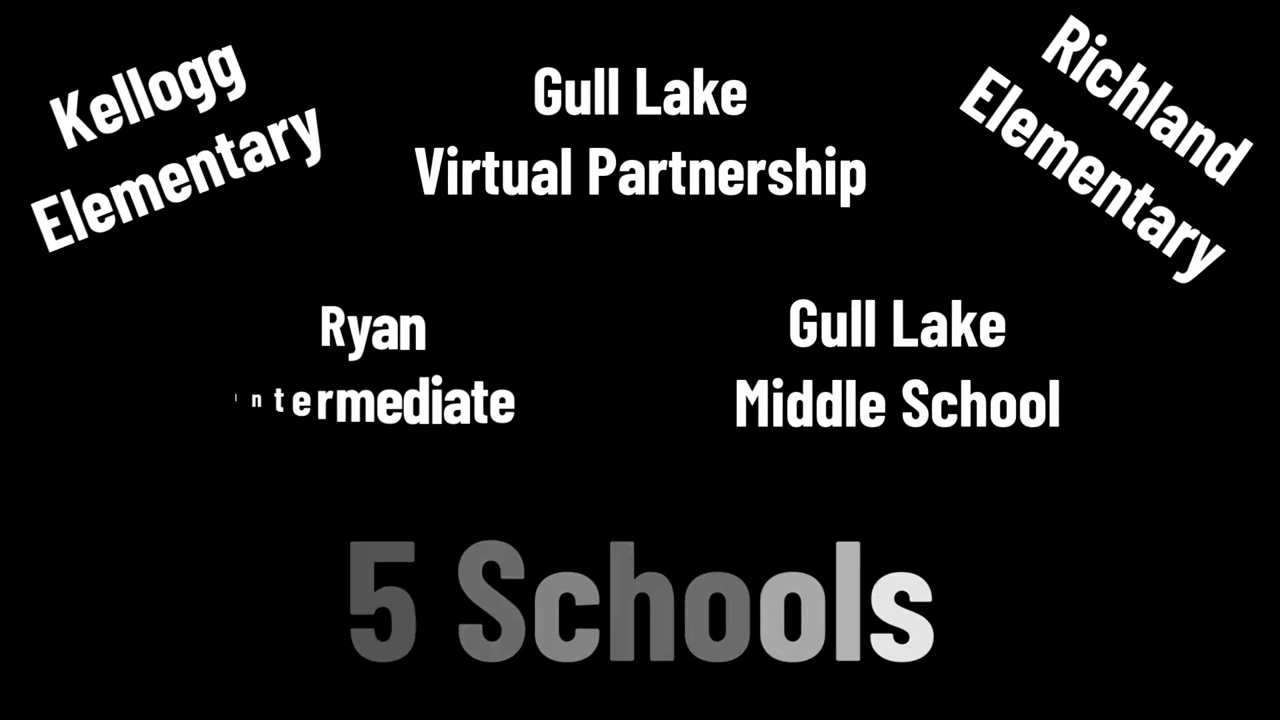 Kellogg
Elementary
Gull Lake
Virtual Partnership
Richland
Elementary
Ryan
Intermediate
Gull Lake
Middle School
5 Schools